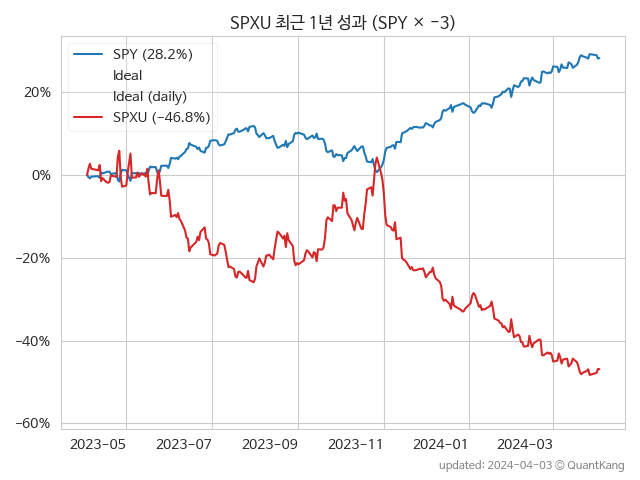 SPXU 최근 1년 성과 (SPY × −3)
SPY (28.2%)
Ideal
Ideal (daily)
SPXU (−46.8%)
20%
0%
−20%
−40%
−60%
2023-05 2023-07 2023-09 2023-11 2024-01 2024-03
updated: 2024-04-03 © QuantKang